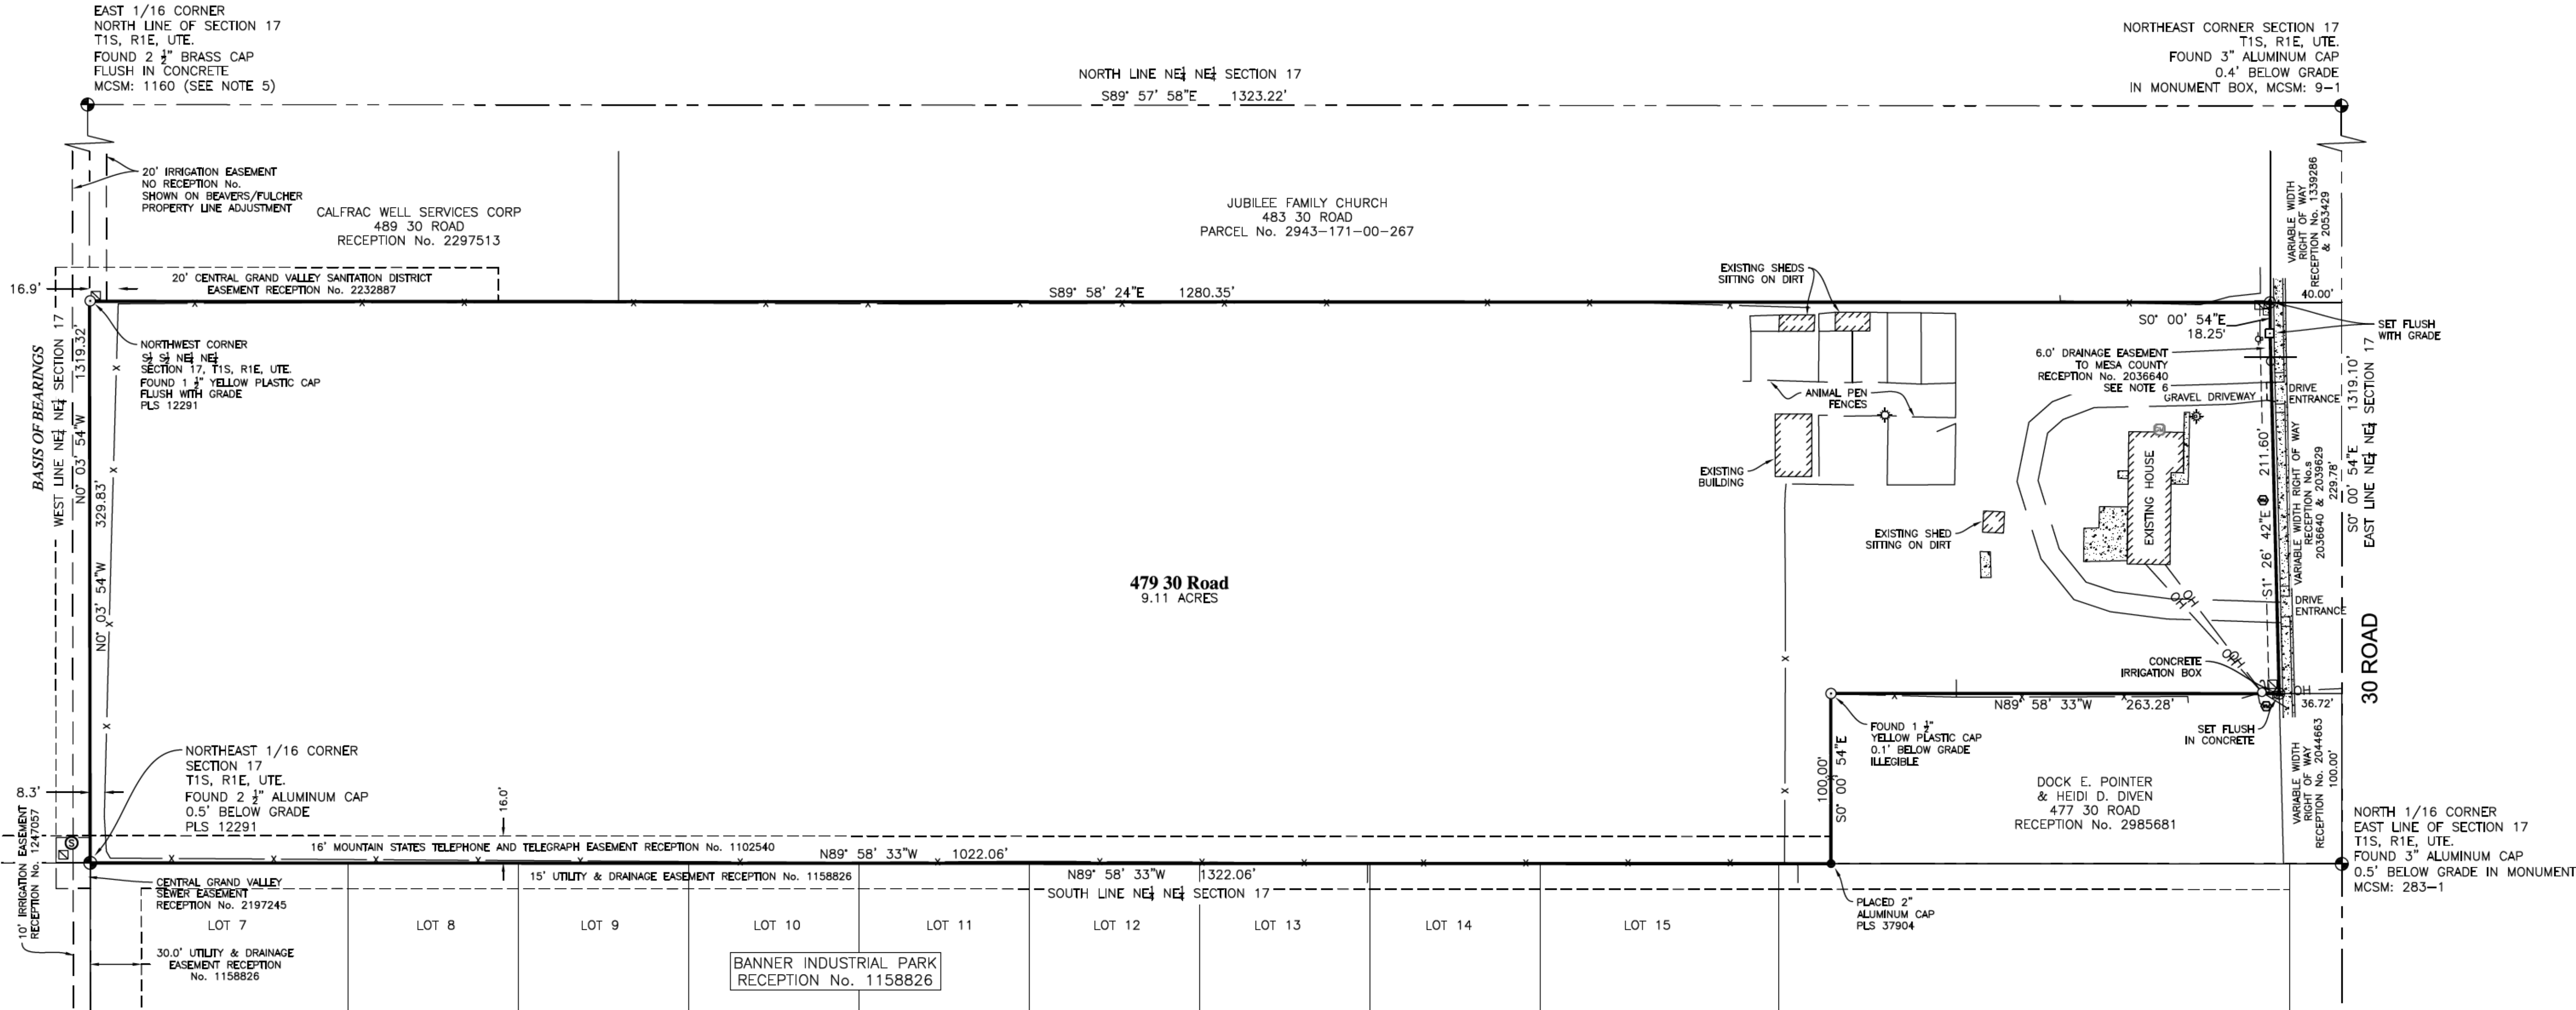 EAST 1/16 CORNER
NORTH LINE OF SECTION 17
T1S, R1E, UTE.
FOUND 2 ½" BRASS CAP
FLUSH IN CONCRETE
MCSM: 1160 (SEE NOTE 5)
NORTH LINE NE¼ NE¼ SECTION 17
S89° 57' 58"E 1323.22'
NORTHEAST CORNER SECTION 17
T1S, R1E, UTE.
FOUND 3" ALUMINUM CAP
0.4' BELOW GRADE
IN MONUMENT BOX, MCSM: 9-1
20' IRRIGATION EASEMENT
NO RECEPTION No.
SHOWN ON BEAVERS/FULCHER
PROPERTY LINE ADJUSTMENT
CALFRAC WELL SERVICES CORP
489 30 ROAD
RECEPTION No. 2297513
JUBILEE FAMILY CHURCH
483 30 ROAD
PARCEL No. 2943-171-00-267
VARIABLE WIDTH
RIGHT OF WAY
RECEPTION No. 1339286
& 2053429
20' CENTRAL GRAND VALLEY SANITATION DISTRICT
EASEMENT RECEPTION No. 2232887
16.9'
S89° 58' 24"E 1280.35'
EXISTING SHEDS
SITTING ON DIRT
40.00'
S0° 00' 54"E
18.25'
SET FLUSH
WITH GRADE
6.0' DRAINAGE EASEMENT
TO MESA COUNTY
RECEPTION No. 2036640
SEE NOTE 6
GRAVEL DRIVEWAY
DRIVE
ENTRANCE
NORTHWEST CORNER
S½ S½ NE¼ NE¼
SECTION 17, T1S, R1E, UTE.
FOUND 1 ½" YELLOW PLASTIC CAP
FLUSH WITH GRADE
PLS 12291
BASIS OF BEARINGS
WEST LINE NE¼ NE¼ SECTION 17
N0° 03' 54"W 1319.32'
N0° 03' 54"W 329.83'
ANIMAL PEN
FENCES
EXISTING
BUILDING
EXISTING SHED
SITTING ON DIRT
EXISTING HOUSE
S1° 26' 42"E 211.60'
VARIABLE WIDTH RIGHT OF WAY
RECEPTION No.s
2036640 & 2039629
229.78'
S0° 00' 54"E 1319.10'
EAST LINE NE¼ NE¼ SECTION 17
479 30 Road
9.11 ACRES
DRIVE
ENTRANCE
OH
OH
OH
OH
OH
30 ROAD
CONCRETE
IRRIGATION BOX
N89° 58' 33"W 263.28'
36.72'
SET FLUSH
IN CONCRETE
FOUND 1 ½"
YELLOW PLASTIC CAP
0.1' BELOW GRADE
ILLEGIBLE
S0° 00' 54"E
100.00'
DOCK E. POINTER
& HEIDI D. DIVEN
477 30 ROAD
RECEPTION No. 2985681
VARIABLE WIDTH
RIGHT OF WAY
RECEPTION No. 2044663
100.00'
NORTH 1/16 CORNER
EAST LINE OF SECTION 17
T1S, R1E, UTE.
FOUND 3" ALUMINUM CAP
0.5' BELOW GRADE IN MONUMENT
MCSM: 283-1
NORTHEAST 1/16 CORNER
SECTION 17
T1S, R1E, UTE.
FOUND 2 ½" ALUMINUM CAP
0.5' BELOW GRADE
PLS 12291
8.3'
10' IRRIGATION EASEMENT
RECEPTION No. 1247057
S
16.0'
16' MOUNTAIN STATES TELEPHONE AND TELEGRAPH EASEMENT RECEPTION No. 1102540
N89° 58' 33"W 1022.06'
15' UTILITY & DRAINAGE EASEMENT RECEPTION No. 1158826
N89° 58' 33"W 1322.06'
SOUTH LINE NE¼ NE¼ SECTION 17
CENTRAL GRAND VALLEY
SEWER EASEMENT
RECEPTION No. 2197245
PLACED 2"
ALUMINUM CAP
PLS 37904
LOT 7
LOT 8
LOT 9
LOT 10
LOT 11
LOT 12
LOT 13
LOT 14
LOT 15
30.0' UTILITY & DRAINAGE
EASEMENT RECEPTION
No. 1158826
BANNER INDUSTRIAL PARK
RECEPTION No. 1158826